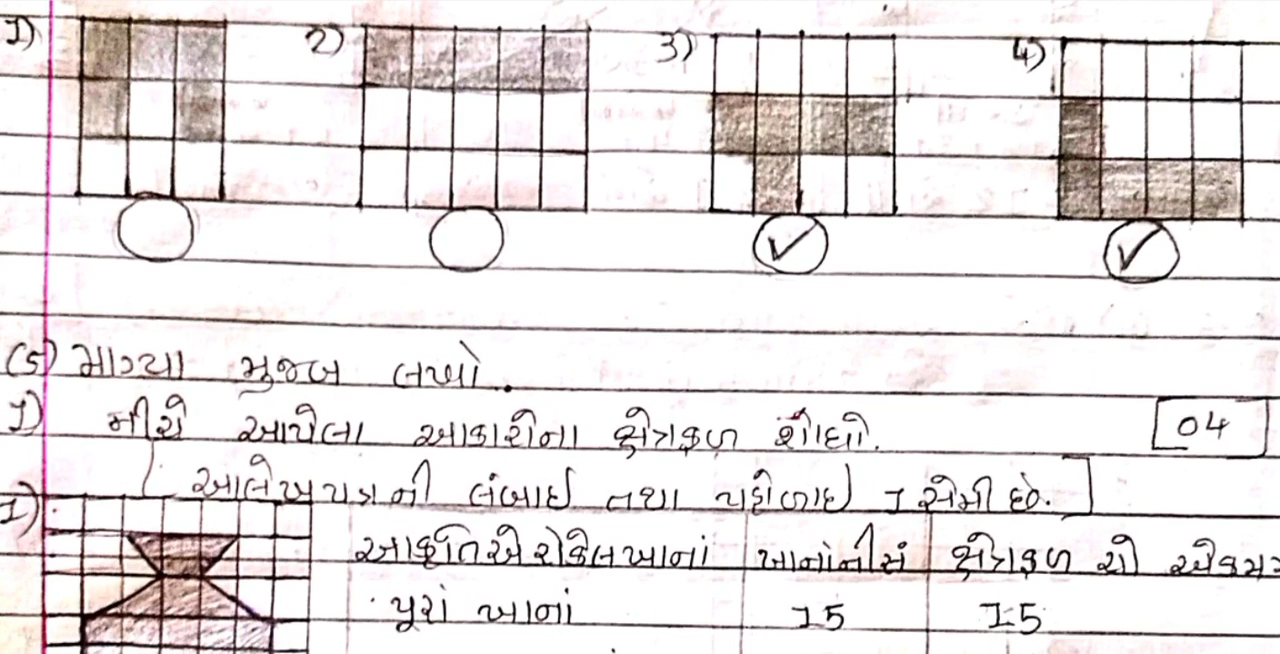 1) 2) 3) 4)
(ડ) માગ્યા મુજબ લખો.
1) નીચે આપેલા આકારોના ક્ષેત્રફળ શોધો. 04
[આલેખપત્રની લંબાઇ તથા પહોળાઇ 1 સેમી છે.]
1) આકૃતિએ રોકેલ ખાનાં ખાનાંની સં ક્ષેત્રફળ ચો
પૂરાં ખાનાં 15 15